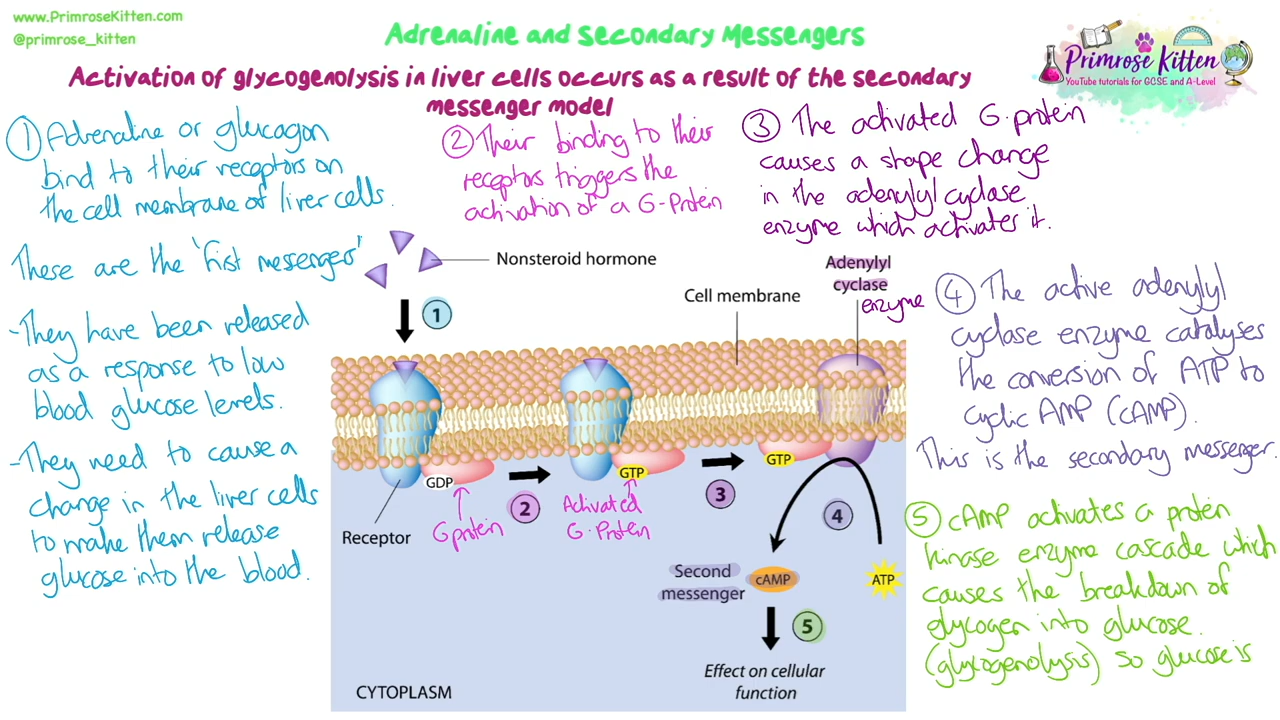 www.PrimroseKitten.com
@primrose_kitten
Adrenaline and Secondary Messengers
Activation of glycogenolysis in liver cells occurs as a result of the secondary
messenger model
Primrose Kitten
YouTube tutorials for GCSE and A-Level
① Adrenaline or glucagon
bind to their receptors on
the cell membrane of liver cells.
These are the 'first messengers'
- They have been released
as a response to low
blood glucose levels.
- They need to cause a
change in the liver cells
to make them release
glucose into the blood.
② Their binding to their
receptors triggers the
activation of a G-Protein
③ The activated G-protein
causes a shape change
in the adenylyl cyclase
enzyme which activates it.
④ The active adenylyl
cyclase enzyme catalyses
the conversion of ATP to
cyclic AMP (cAMP).
This is the secondary messenger.
⑤ cAMP activates a protein
kinase enzyme cascade which
causes the breakdown of
glycogen into glucose.
(glycogenolysis) so glucose is
Nonsteroid hormone
1
Cell membrane
Adenylyl
cyclase
enzyme
GDP
GTP
GTP
2
3
4
Receptor
G protein
Activated
G-Protein
Second
messenger
cAMP
ATP
5
Effect on cellular
function
CYTOPLASM